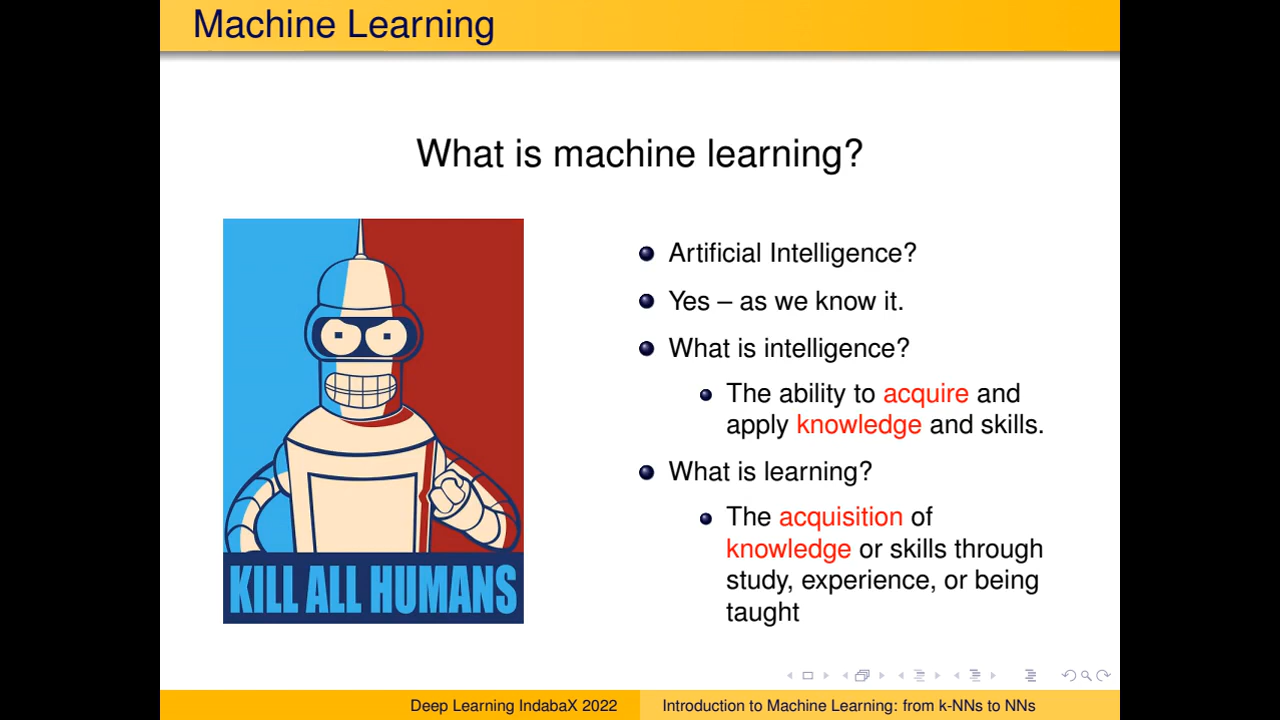 Machine Learning
What is machine learning?
KILL ALL HUMANS
Artificial Intelligence?
Yes – as we know it.
What is intelligence?
The ability to acquire and
apply knowledge and skills.
What is learning?
The acquisition of
knowledge or skills through
study, experience, or being
taught
Deep Learning IndabaX 2022
Introduction to Machine Learning: from k-NNs to NNs